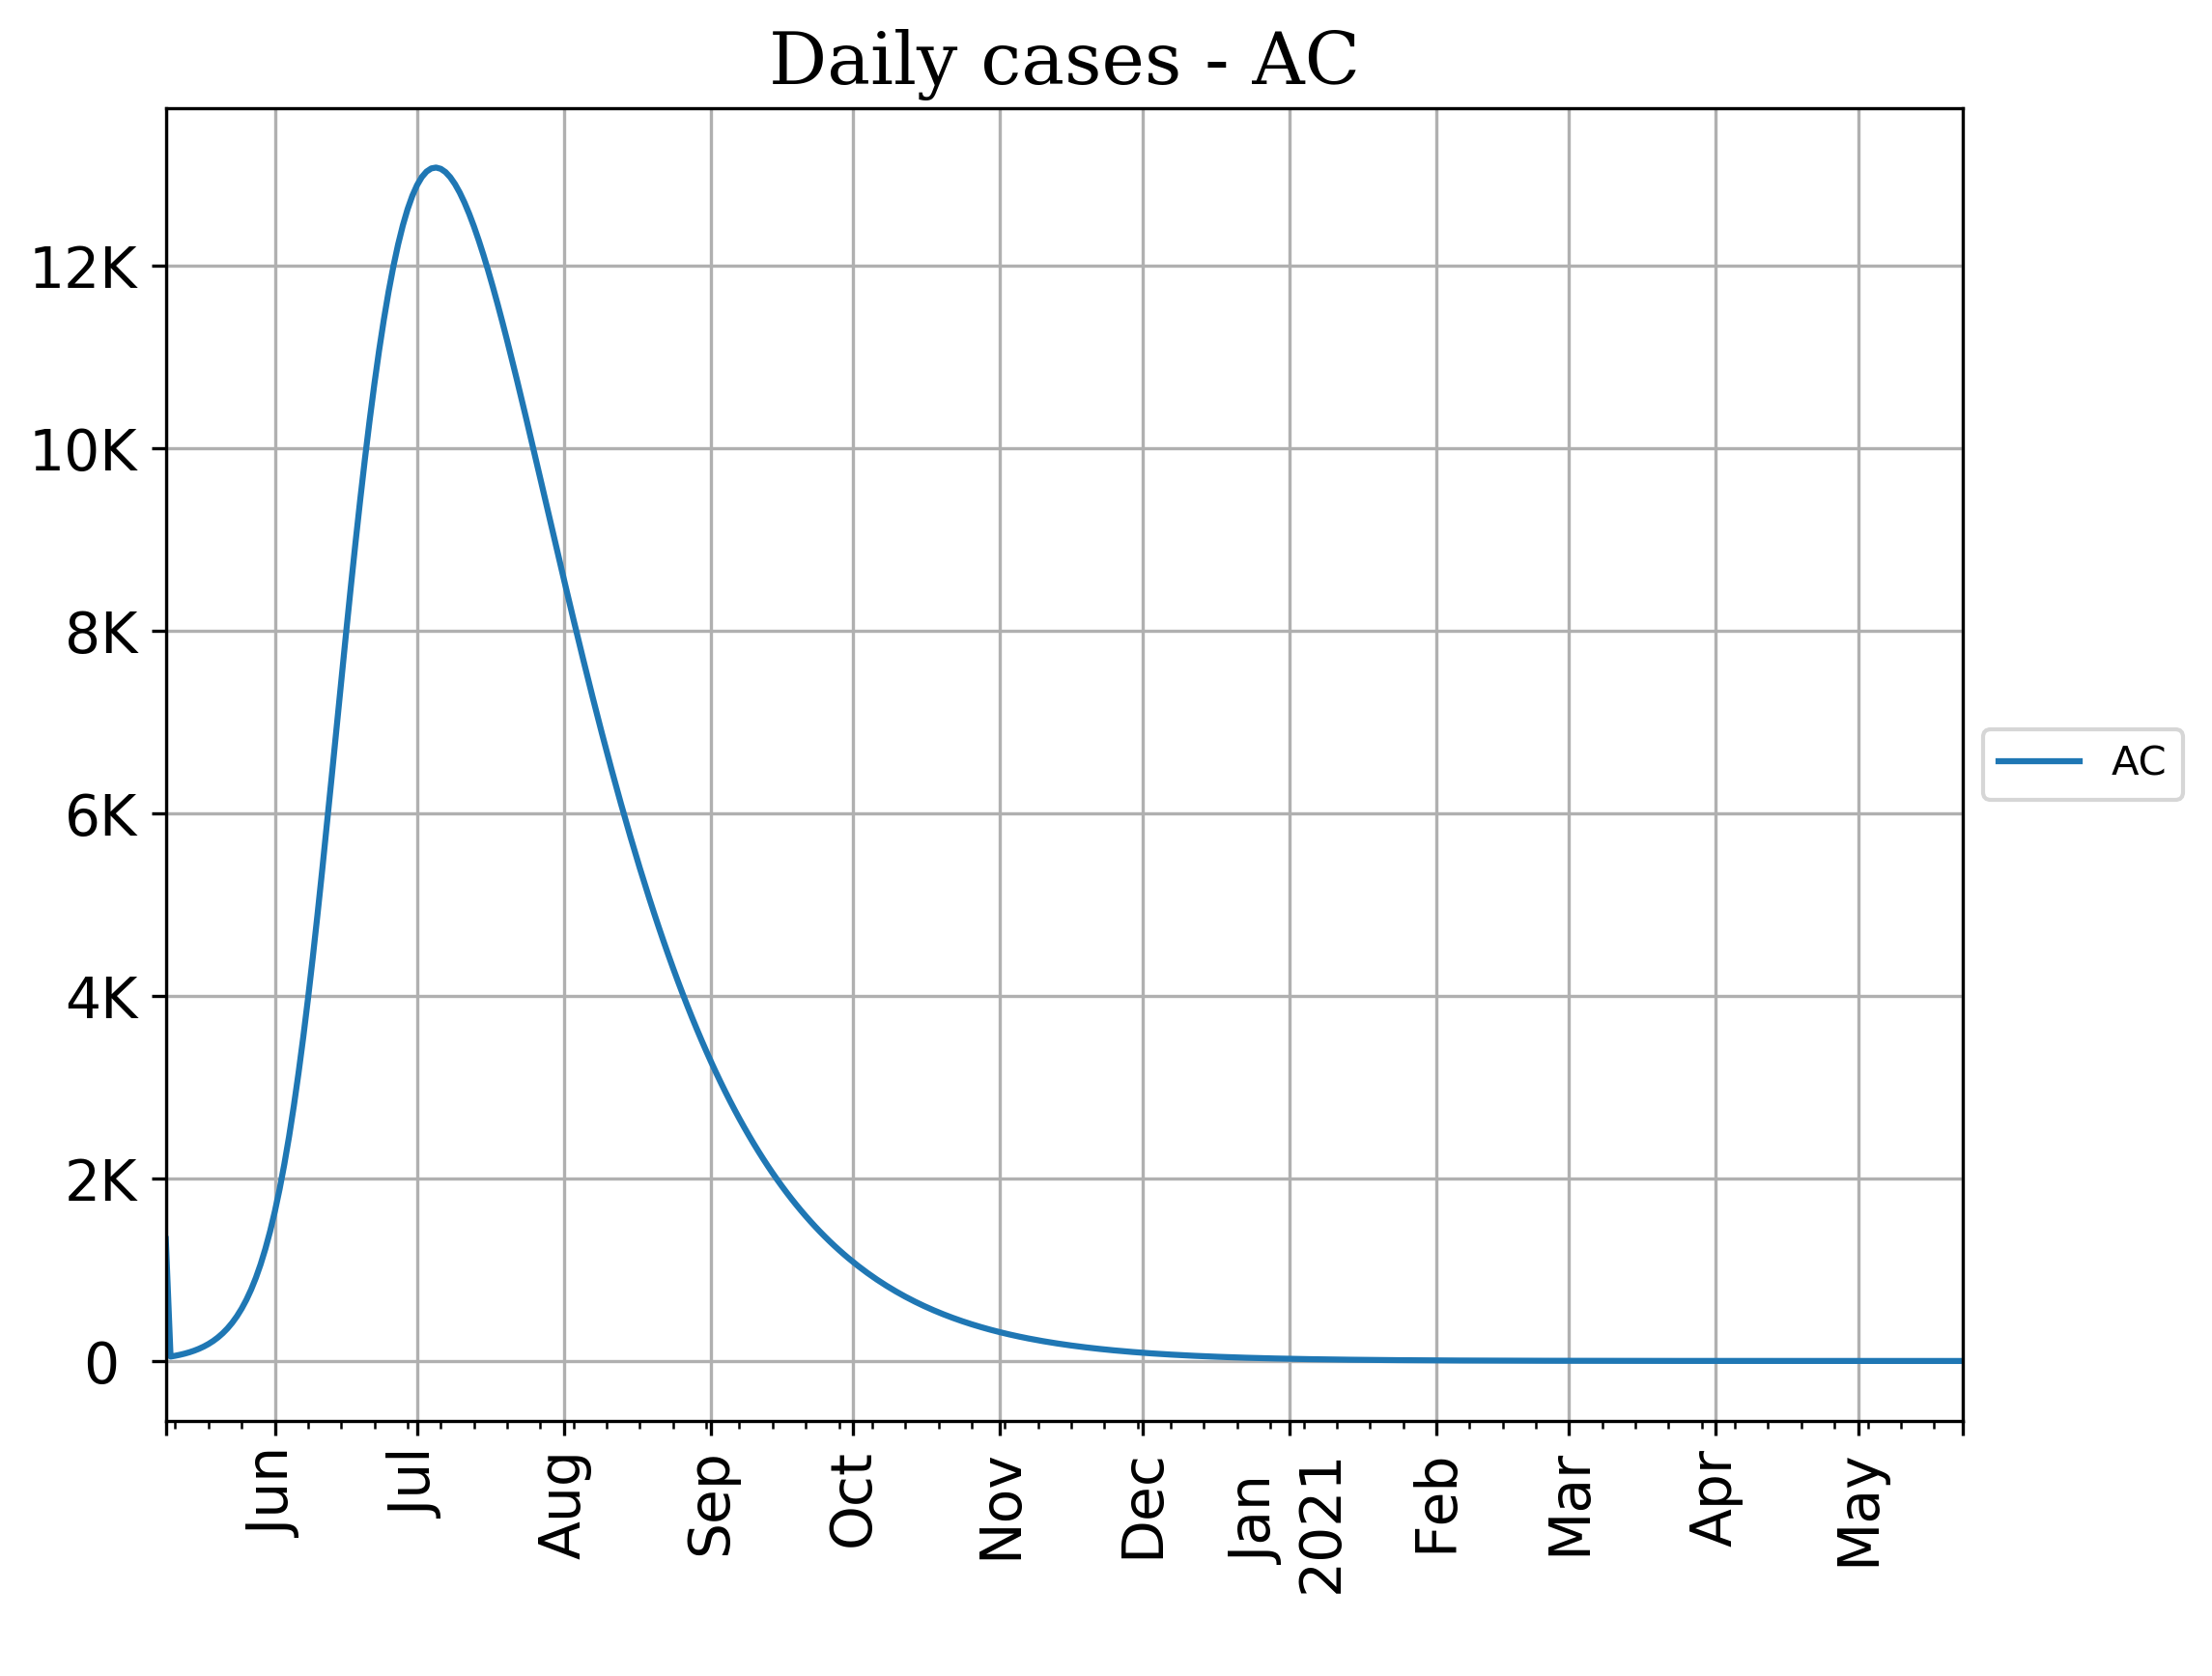 Daily cases - AC
12K
10K
8K
6K
4K
2K
0
AC
Jun
Jul
Aug
Sep
Oct
Nov
Dec
Jan
2021
Feb
Mar
Apr
May